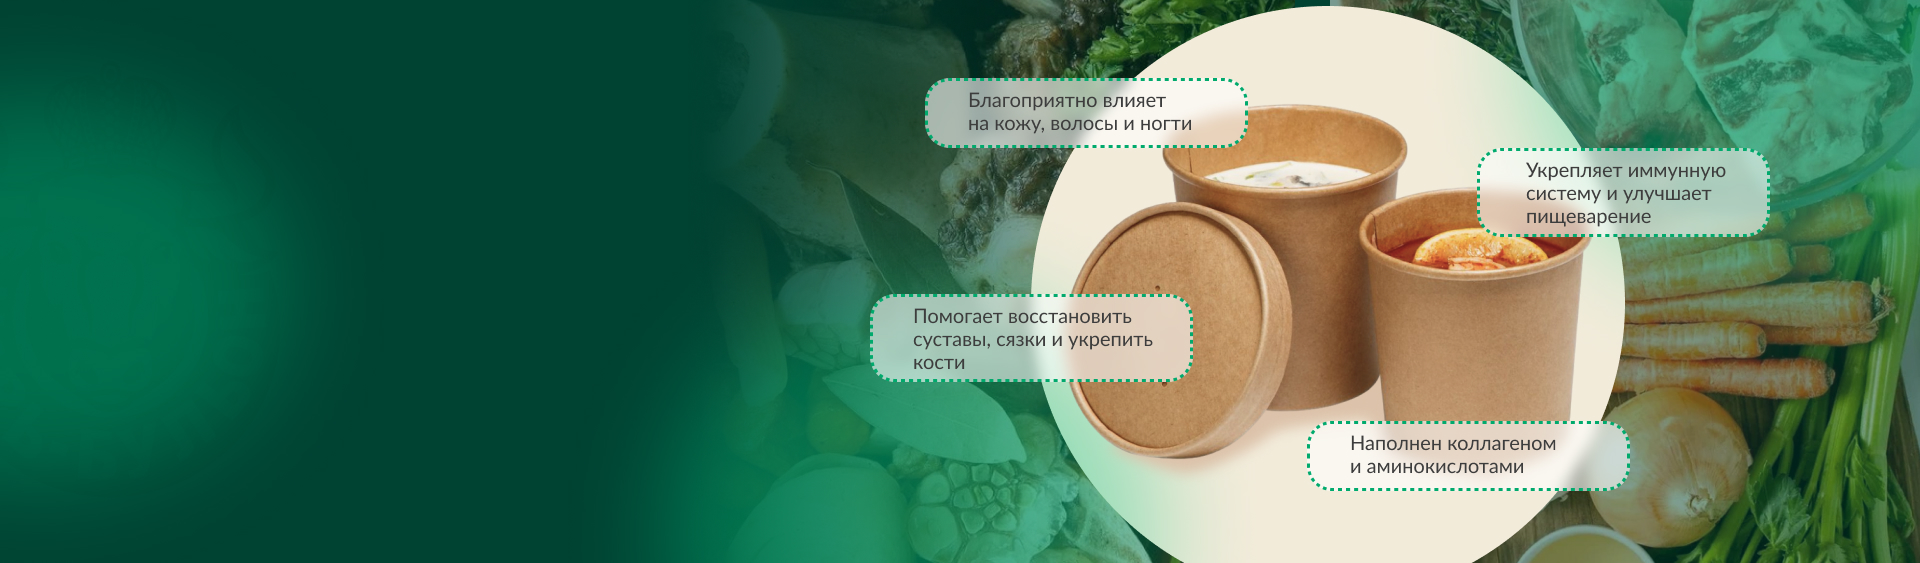 Благоприятно влияет
на кожу, волосы и ногти
Укрепляет иммунную
систему и улучшает
пищеварение
Помогает восстановить
суставы, сязки и укрепить
кости
Наполнен коллагеном
и аминокислотами